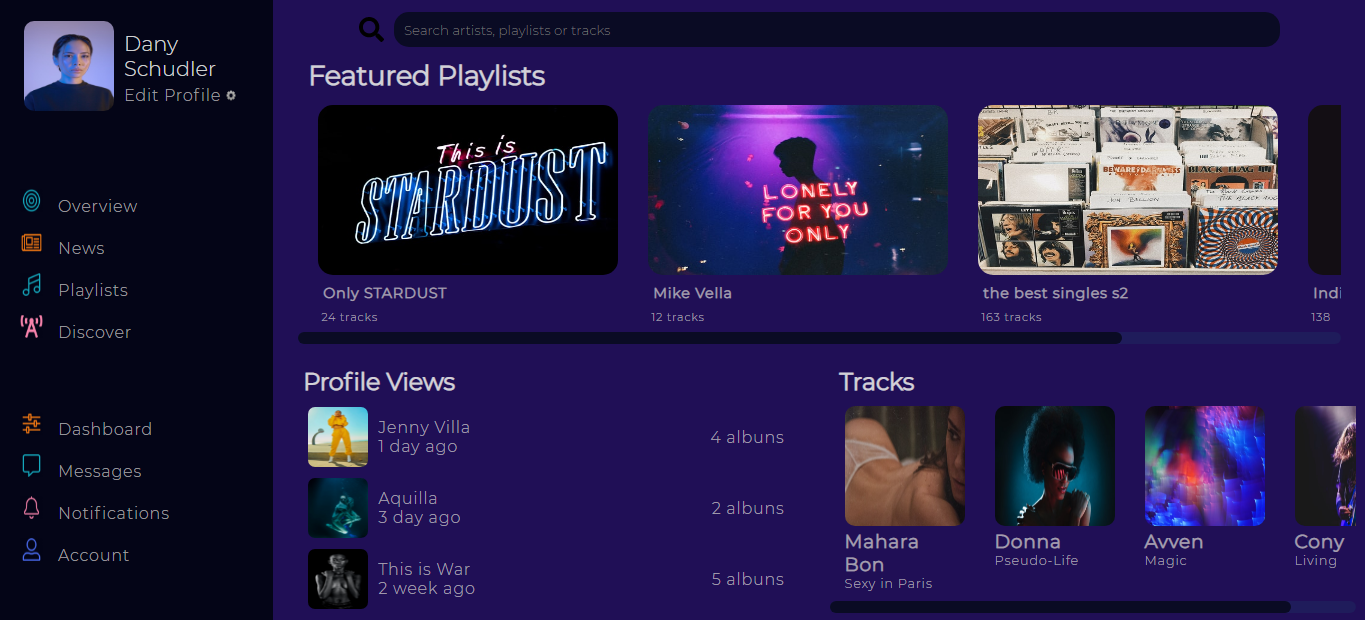 Dany
Schudler
Edit Profile
Overview
News
Playlists
Discover
Dashboard
Messages
Notifications
Account
Search artists, playlists or tracks
Featured Playlists
This is
STARDUST
Only STARDUST
24 tracks
LONELY
FOR YOU
ONLY
Mike Vella
12 tracks
BLACK FLAG
JON BELLION
the best singles s2
163 tracks
Indi
138
Profile Views
Jenny Villa
1 day ago
4 albuns
Aquilla
3 day ago
2 albuns
This is War
2 week ago
5 albuns
Tracks
Mahara
Bon
Sexy in Paris
Donna
Pseudo-Life
Avven
Magic
Cony
Living